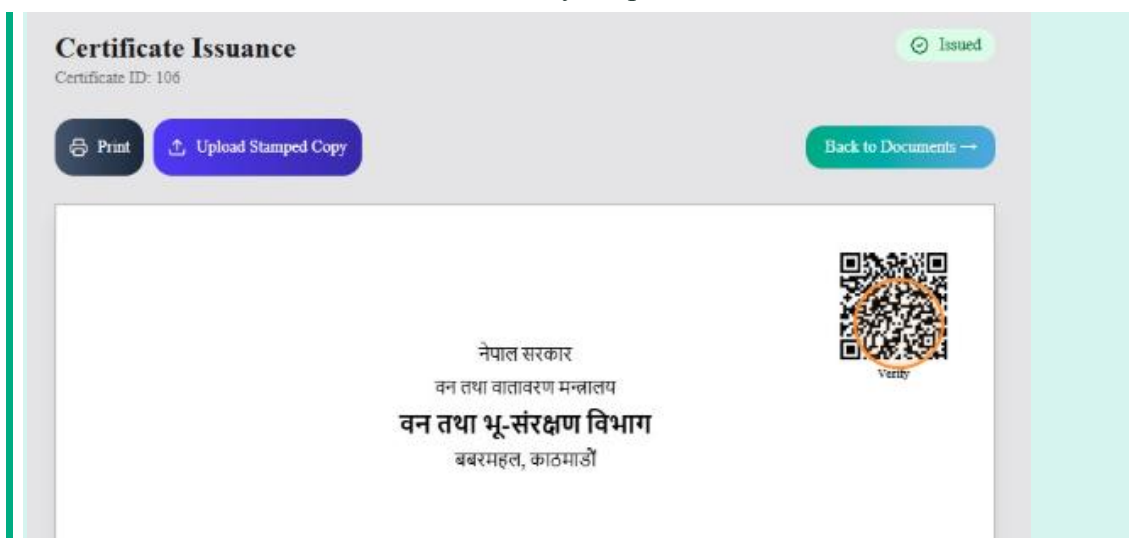 Certificate Issuance
Issued
Certificate ID: 106
Print
Upload Stamped Copy
Back to Documents →
Verify
नेपाल सरकार
वन तथा वातावरण मन्त्रालय
वन तथा भू-संरक्षण विभाग
बबरमहल, काठमाडौं